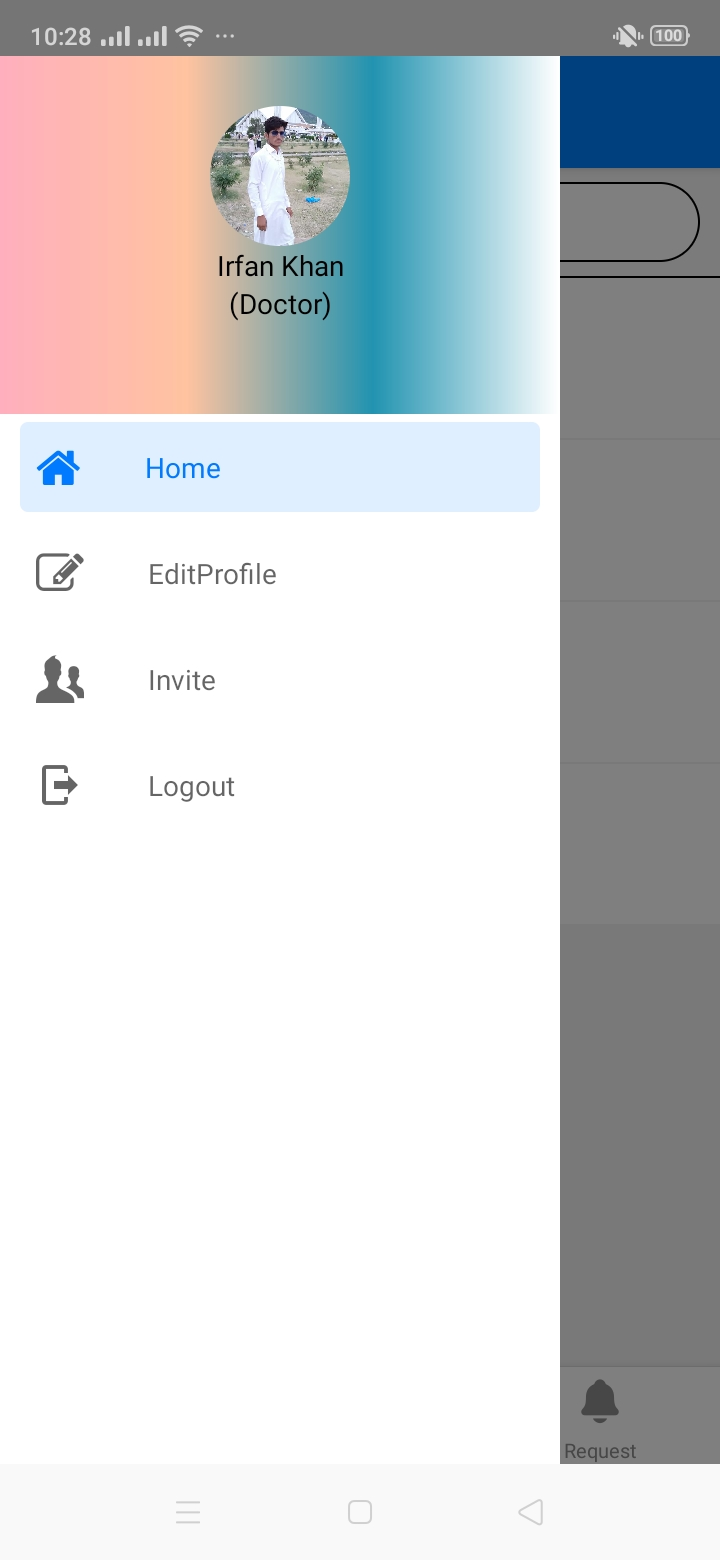 10:28
100
Irfan Khan
(Doctor)
Home
EditProfile
Invite
Logout
Request